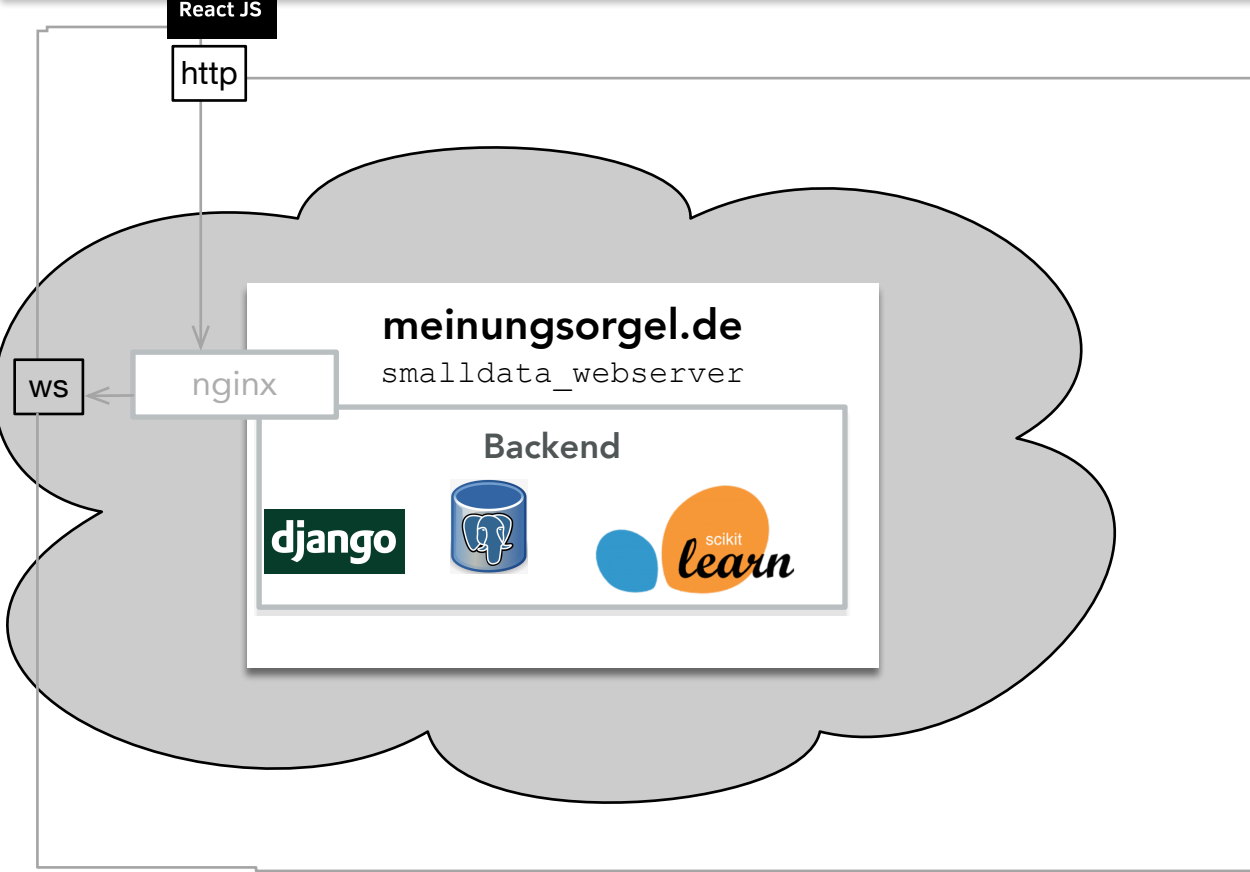 React JS
http
meinungsorgel.de
smalldata_webserver
nginx
ws
Backend
django
scikit
learn